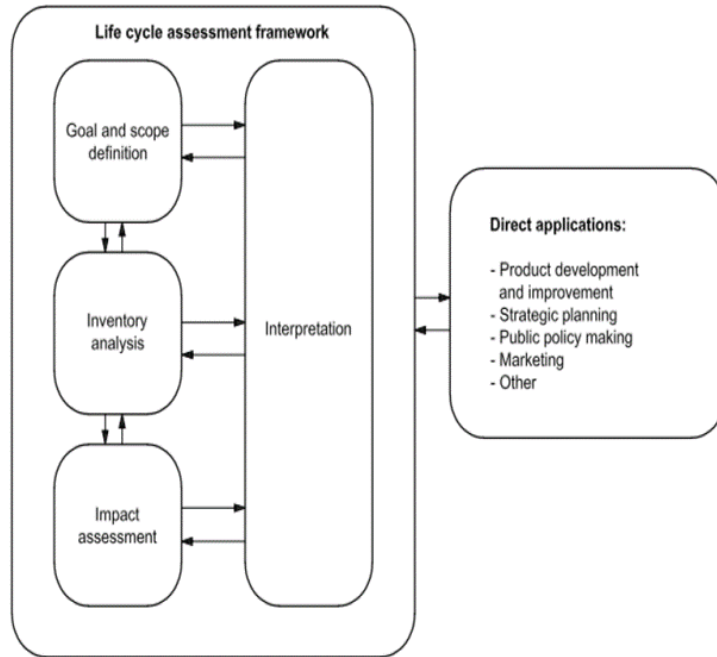 Life cycle assessment framework
Goal and scope
definition
Inventory
analysis
Impact
assessment
Interpretation
Direct applications:
- Product development
and improvement
- Strategic planning
- Public policy making
- Marketing
- Other